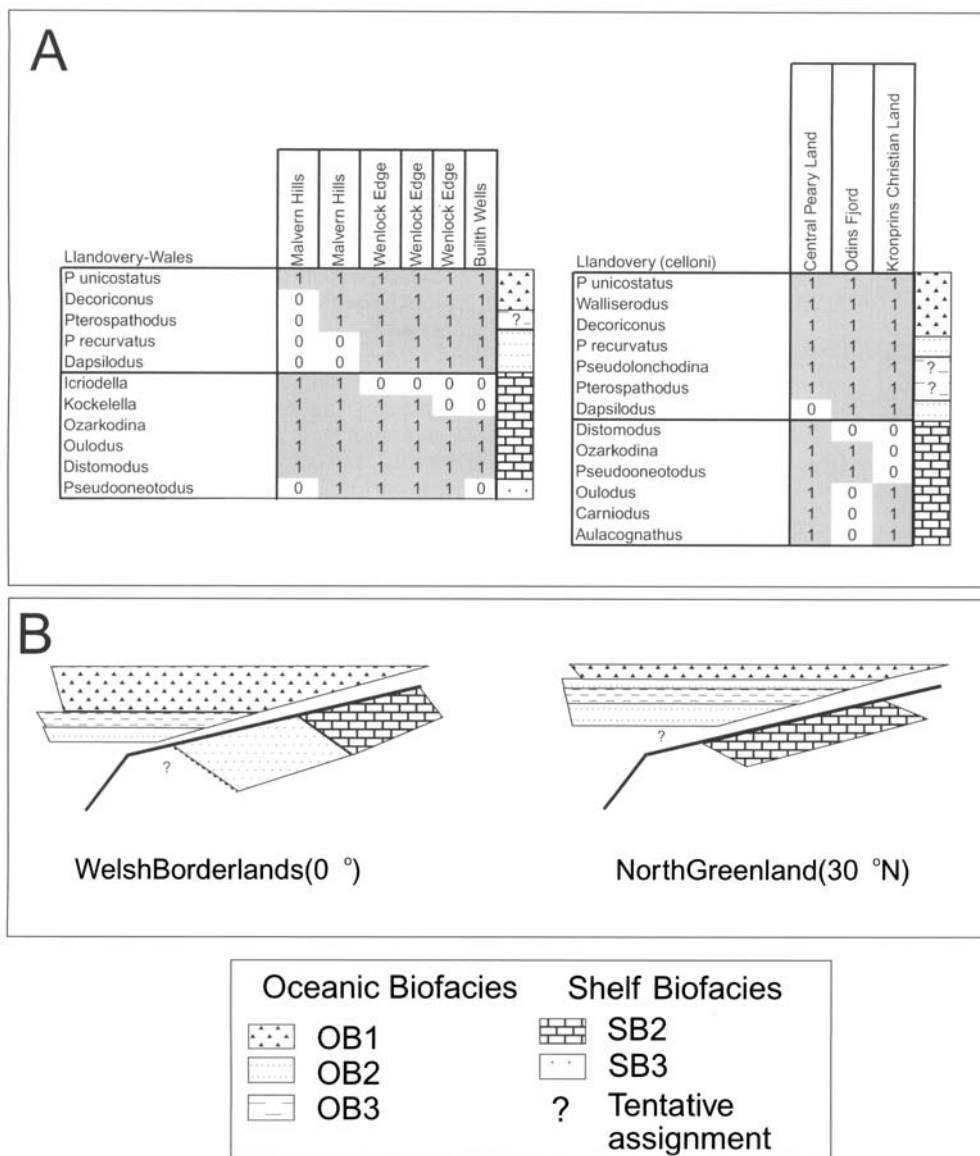 A
Malvern Hills
Malvern Hills
Wenlock Edge
Wenlock Edge
Wenlock Edge
Builth Wells
Llandovery-Wales
P unicostatus 1 1 1 1 1 1
Decoriconus 0 1 1 1 1 1
Pterospathodus 0 1 1 1 1 1 ?
P recurvatus 0 0 1 1 1 1
Dapsilodus 0 0 1 1 1 1
Icriodella 1 1 0 0 0 0
Kockelella 1 1 1 1 0 0
Ozarkodina 1 1 1 1 1 1
Oulodus 1 1 1 1 1 1
Distomodus 1 1 1 1 1 1
Pseudooneotodus 0 1 1 1 1 0
Central Peary Land
Odins Fjord
Kronprins Christian Land
Llandovery (celloni)
P unicostatus 1 1 1
Walliserodus 1 1 1
Decoriconus 1 1 1
P recurvatus 1 1 1
Pseudolonchodina 1 1 1 ?
Pterospathodus 1 1 1 ?
Dapsilodus 0 1 1
Distomodus 1 0 0
Ozarkodina 1 1 0
Pseudooneotodus 1 1 0
Oulodus 1 0 1
Carniodus 1 0 1
Aulacognathus 1 0 1
B
?
WelshBorderlands(0 °)
?
NorthGreenland(30 °N)
Oceanic Biofacies
OB1
OB2
OB3
Shelf Biofacies
SB2
SB3
? Tentative
assignment